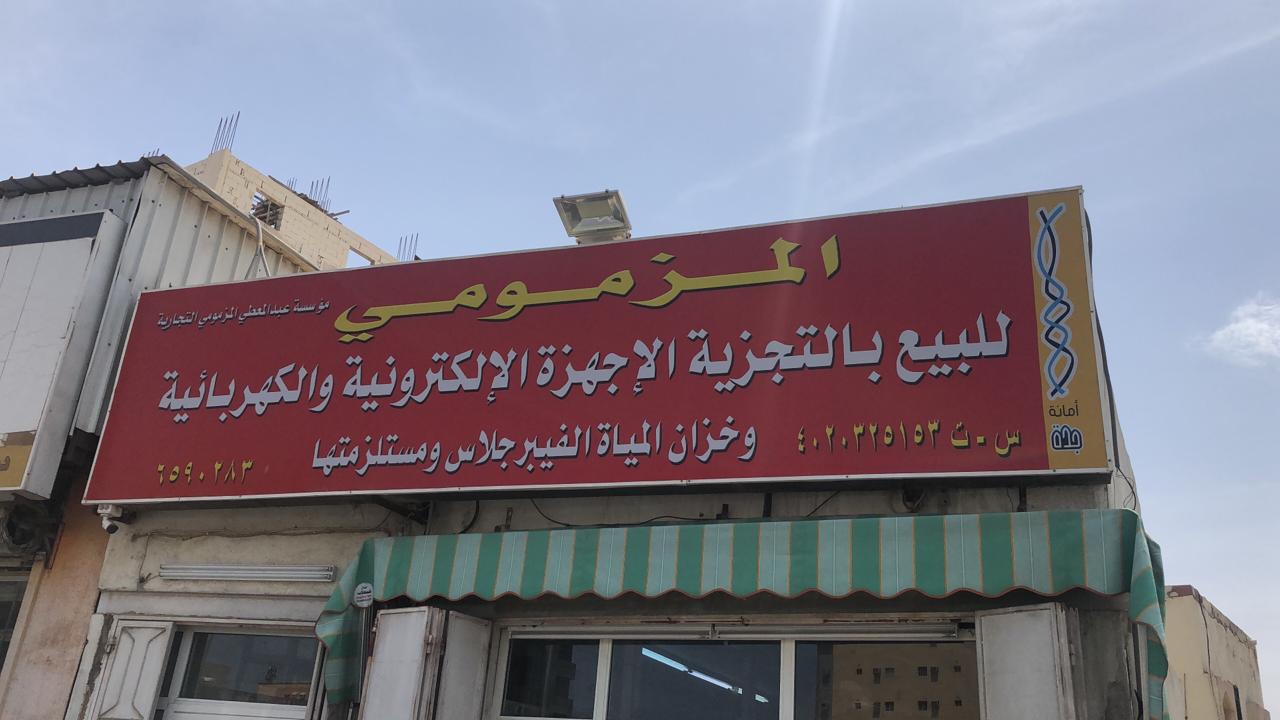 المزمومي
مؤسسة عبدالمعطي المزمومي التجارية
للبيع بالتجزية الإجهزة الإلكترونية والكهربائية
وخزان المياة الفيبرجلاس ومستلزمتها
س - ت ٤٠٢٠٣٢٥١٥٣
٦٥٩٠٢٨٣
أمانة
جدة